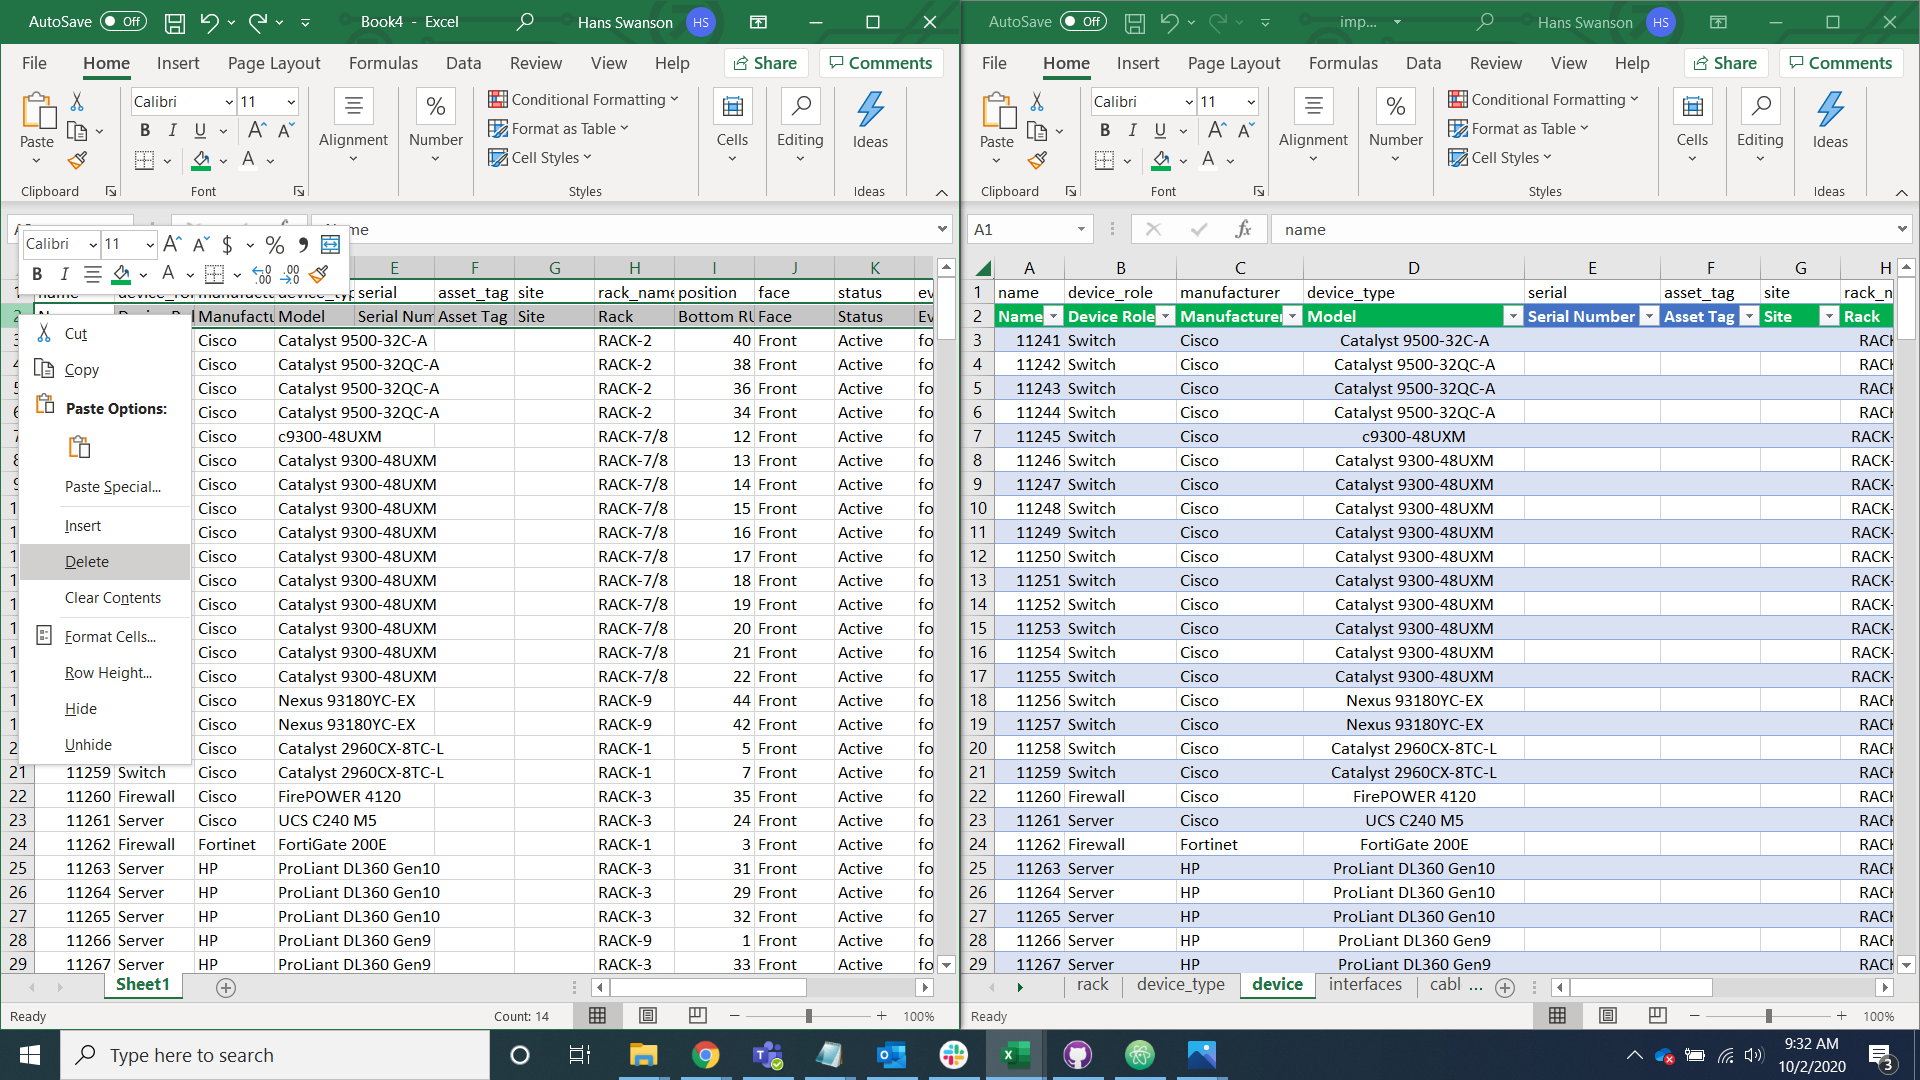 AutoSave Off Book4 - Excel Hans Swanson HS
File Home Insert Page Layout Formulas Data Review View Help Share Comments
Paste Calibri 11 Alignment Number Conditional Formatting Format as Table Cell Styles Cells Editing Ideas
B I U A A A
Clipboard Font Styles Ideas
Calibri 11 A A $ %
B I A
E F G H I J K
serial asset_tag site rack_name position face status
Manufactu Model Serial Num Asset Tag Site Rack Bottom RU Face Status
Cut
Copy
Paste Options:
Paste Special...
Insert
Delete
Clear Contents
Format Cells...
Row Height...
Hide
Unhide
Cisco Catalyst 9500-32C-A RACK-2 40 Front Active fo
Cisco Catalyst 9500-32QC-A RACK-2 38 Front Active fo
Cisco Catalyst 9500-32QC-A RACK-2 36 Front Active fo
Cisco Catalyst 9500-32QC-A RACK-2 34 Front Active fo
Cisco c9300-48UXM RACK-7/8 12 Front Active fo
Cisco Catalyst 9300-48UXM RACK-7/8 13 Front Active fo
Cisco Catalyst 9300-48UXM RACK-7/8 14 Front Active fo
Cisco Catalyst 9300-48UXM RACK-7/8 15 Front Active fo
Cisco Catalyst 9300-48UXM RACK-7/8 16 Front Active fo
Cisco Catalyst 9300-48UXM RACK-7/8 17 Front Active fo
Cisco Catalyst 9300-48UXM RACK-7/8 18 Front Active fo
Cisco Catalyst 9300-48UXM RACK-7/8 19 Front Active fo
Cisco Catalyst 9300-48UXM RACK-7/8 20 Front Active fo
Cisco Catalyst 9300-48UXM RACK-7/8 21 Front Active fo
Cisco Catalyst 9300-48UXM RACK-7/8 22 Front Active fo
Cisco Nexus 93180YC-EX RACK-9 44 Front Active fo
Cisco Nexus 93180YC-EX RACK-9 42 Front Active fo
Cisco Catalyst 2960CX-8TC-L RACK-1 5 Front Active fo
21 11259 Switch Cisco Catalyst 2960CX-8TC-L RACK-1 7 Front Active fo
22 11260 Firewall Cisco FirePOWER 4120 RACK-3 35 Front Active fo
23 11261 Server Cisco UCS C240 M5 RACK-3 24 Front Active fo
24 11262 Firewall Fortinet FortiGate 200E RACK-1 3 Front Active fo
25 11263 Server HP ProLiant DL360 Gen10 RACK-3 31 Front Active fo
26 11264 Server HP ProLiant DL360 Gen10 RACK-3 29 Front Active fo
27 11265 Server HP ProLiant DL360 Gen10 RACK-3 32 Front Active fo
28 11266 Server HP ProLiant DL360 Gen9 RACK-9 1 Front Active fo
29 11267 Server HP ProLiant DL360 Gen9 RACK-3 33 Front Active fo
Sheet1
Ready Count: 14 100%
AutoSave Off imp... Hans Swanson HS
File Home Insert Page Layout Formulas Data Review View Help Share Comments
Paste Calibri 11 Alignment Number Conditional Formatting Format as Table Cell Styles Cells Editing Ideas
B I U A A A
Clipboard Font Styles Ideas
A1 fx name
A B C D E F G H
1 name device_role manufacturer device_type serial asset_tag site rack_n
2 Name Device Role Manufacturer Model Serial Number Asset Tag Site Rack
3 11241 Switch Cisco Catalyst 9500-32C-A RACK
4 11242 Switch Cisco Catalyst 9500-32QC-A RACK
5 11243 Switch Cisco Catalyst 9500-32QC-A RACK
6 11244 Switch Cisco Catalyst 9500-32QC-A RACK
7 11245 Switch Cisco c9300-48UXM RACK-
8 11246 Switch Cisco Catalyst 9300-48UXM RACK-
9 11247 Switch Cisco Catalyst 9300-48UXM RACK-
10 11248 Switch Cisco Catalyst 9300-48UXM RACK-
11 11249 Switch Cisco Catalyst 9300-48UXM RACK-
12 11250 Switch Cisco Catalyst 9300-48UXM RACK-
13 11251 Switch Cisco Catalyst 9300-48UXM RACK-
14 11252 Switch Cisco Catalyst 9300-48UXM RACK-
15 11253 Switch Cisco Catalyst 9300-48UXM RACK-
16 11254 Switch Cisco Catalyst 9300-48UXM RACK-
17 11255 Switch Cisco Catalyst 9300-48UXM RACK-
18 11256 Switch Cisco Nexus 93180YC-EX RACK
19 11257 Switch Cisco Nexus 93180YC-EX RACK
20 11258 Switch Cisco Catalyst 2960CX-8TC-L RACK
21 11259 Switch Cisco Catalyst 2960CX-8TC-L RACK
22 11260 Firewall Cisco FirePOWER 4120 RACK
23 11261 Server Cisco UCS C240 M5 RACK
24 11262 Firewall Fortinet FortiGate 200E RACK
25 11263 Server HP ProLiant DL360 Gen10 RACK
26 11264 Server HP ProLiant DL360 Gen10 RACK
27 11265 Server HP ProLiant DL360 Gen10 RACK
28 11266 Server HP ProLiant DL360 Gen9 RACK
29 11267 Server HP ProLiant DL360 Gen9 RACK
rack device_type device interfaces cabl ...
Ready 100%
Type here to search 9:32 AM
10/2/2020 3